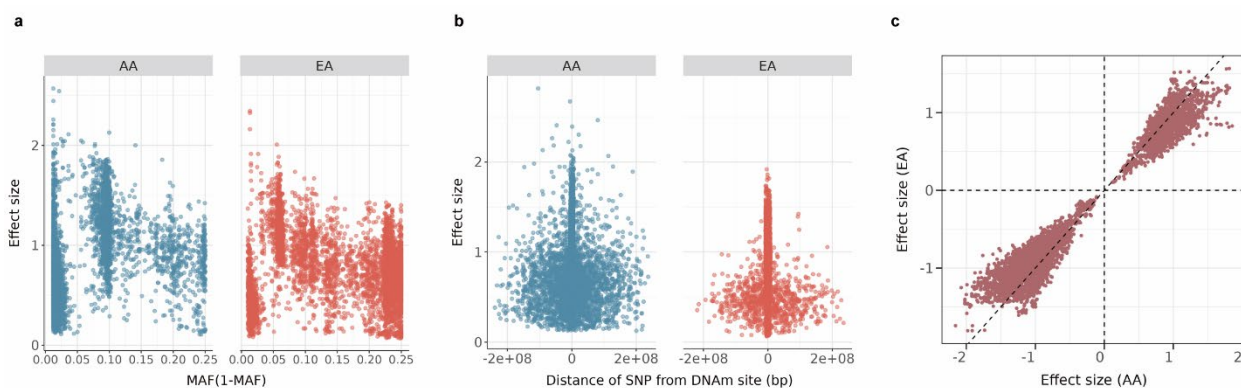 a
AA
EA
Effect size
2
1
0
0.00 0.05 0.10 0.15 0.20 0.25
0.00 0.05 0.10 0.15 0.20 0.25
MAF(1-MAF)
b
AA
EA
Effect size
2
1
0
-2e+08 0 2e+08
-2e+08 0 2e+08
Distance of SNP from DNAm site (bp)
c
Effect size (EA)
1
0
-1
-2 -1 0 1 2
Effect size (AA)